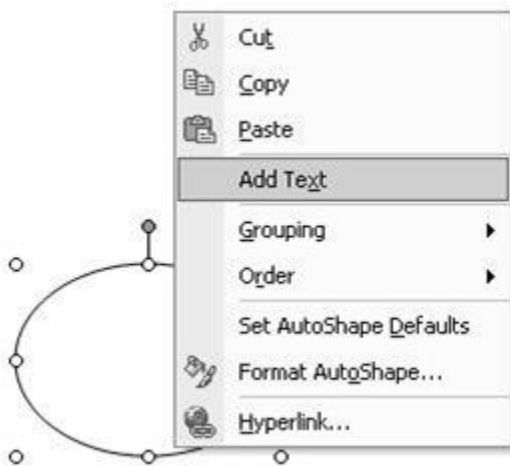 Cut
Copy
Paste
Add Text
Grouping
Order
Set AutoShape Defaults
Format AutoShape...
Hyperlink...